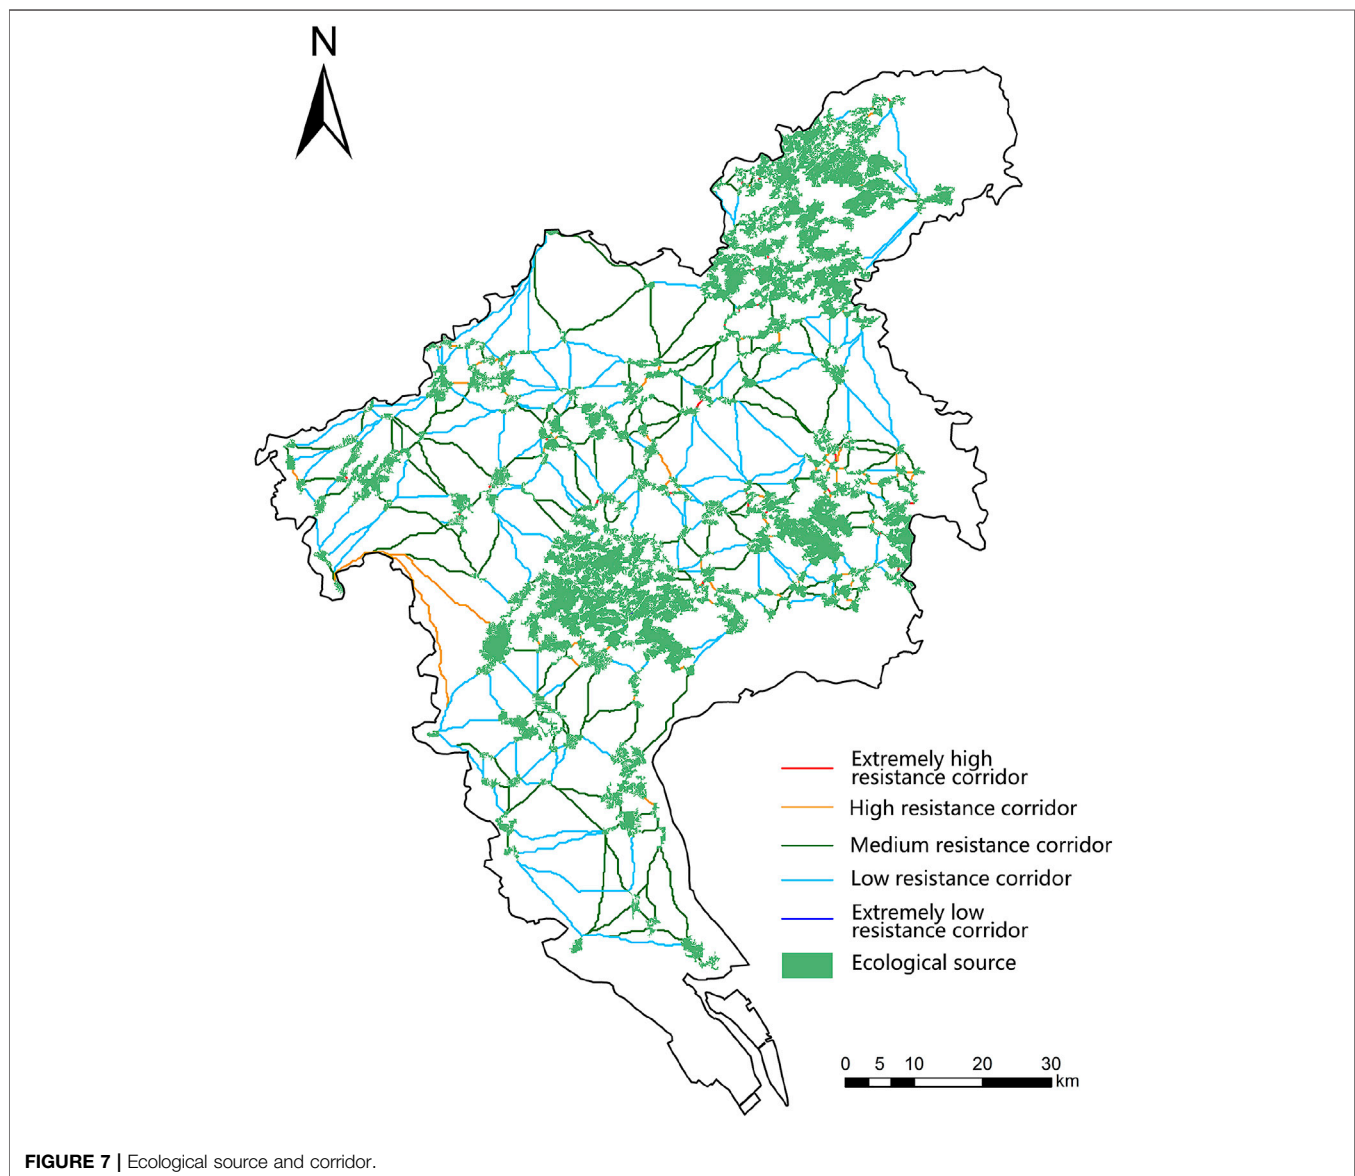 N
Extremely high
resistance corridor
High resistance corridor
Medium resistance corridor
Low resistance corridor
Extremely low
resistance corridor
Ecological source
0 5 10 20 30
km
FIGURE 7 | Ecological source and corridor.